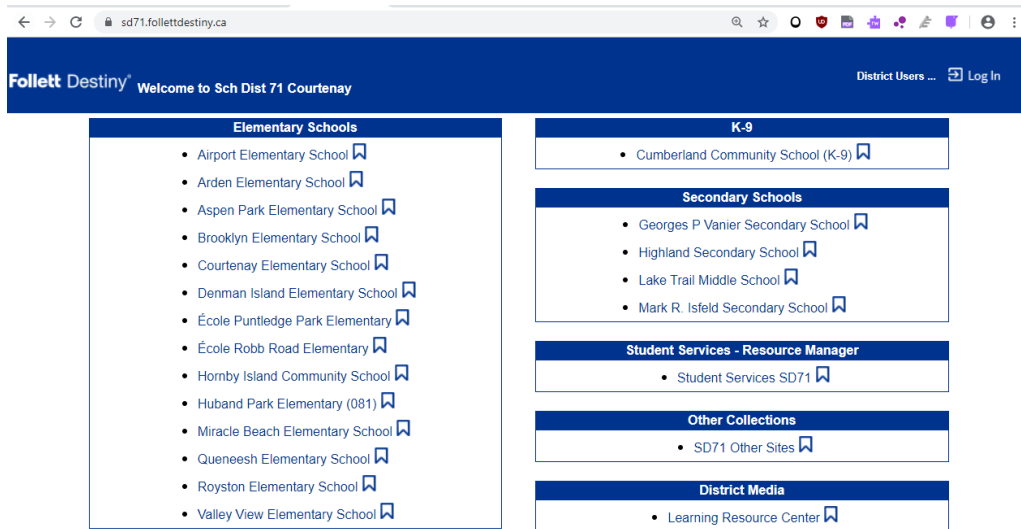 sd71.follettdestiny.ca
Follett Destiny® Welcome to Sch Dist 71 Courtenay
District Users ... Log In
Elementary Schools
Airport Elementary School
Arden Elementary School
Aspen Park Elementary School
Brooklyn Elementary School
Courtenay Elementary School
Denman Island Elementary School
École Puntledge Park Elementary
École Robb Road Elementary
Hornby Island Community School
Huband Park Elementary (081)
Miracle Beach Elementary School
Queneesh Elementary School
Royston Elementary School
Valley View Elementary School
K-9
Cumberland Community School (K-9)
Secondary Schools
Georges P Vanier Secondary School
Highland Secondary School
Lake Trail Middle School
Mark R. Isfeld Secondary School
Student Services - Resource Manager
Student Services SD71
Other Collections
SD71 Other Sites
District Media
Learning Resource Center